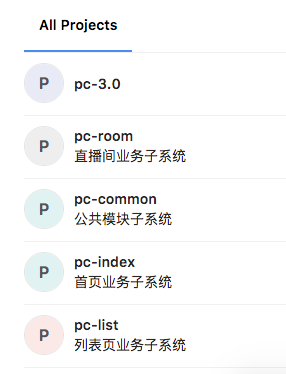 All Projects
P
pc-3.0
P
pc-room
直播间业务子系统
P
pc-common
公共模块子系统
P
pc-index
首页业务子系统
P
pc-list
列表页业务子系统